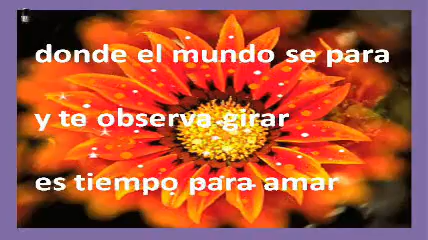 donde el mundo se para
y te observa girar
es tiempo para amar